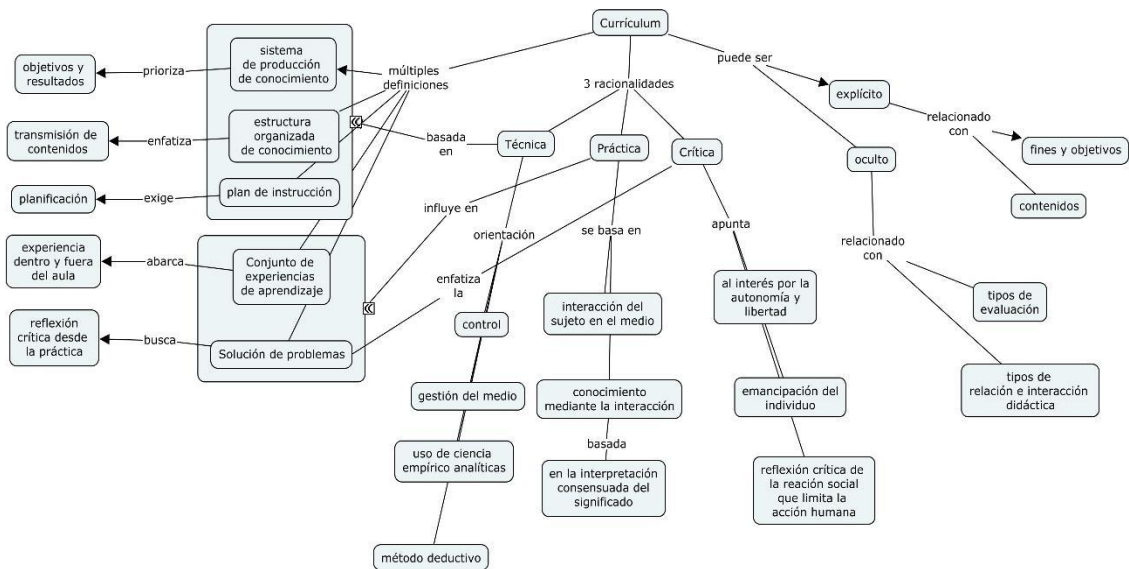 Currículum
puede ser
explícito
relacionado
con
fines y objetivos
contenidos
oculto
relacionado
con
tipos de
evaluación
tipos de
relación e interacción
didáctica
3 racionalidades
Técnica
Práctica
Crítica
múltiples
definiciones
sistema
de producción
de conocimiento
prioriza
objetivos y
resultados
estructura
organizada
de conocimiento
enfatiza
transmisión de
contenidos
plan de instrucción
exige
planificación
Conjunto de
experiencias
de aprendizaje
abarca
experiencia
dentro y fuera
del aula
Solución de problemas
busca
reflexión
crítica desde
la práctica
basada
en
influye en
enfatiza
la
orientación
control
gestión del medio
uso de ciencia
empírico analíticas
método deductivo
se basa en
interacción del
sujeto en el medio
conocimiento
mediante la interacción
basada
en la interpretación
consensuada del
significado
apunta
al interés por la
autonomía y
libertad
emancipación del
individuo
reflexión crítica de
la reación social
que limita la
acción humana